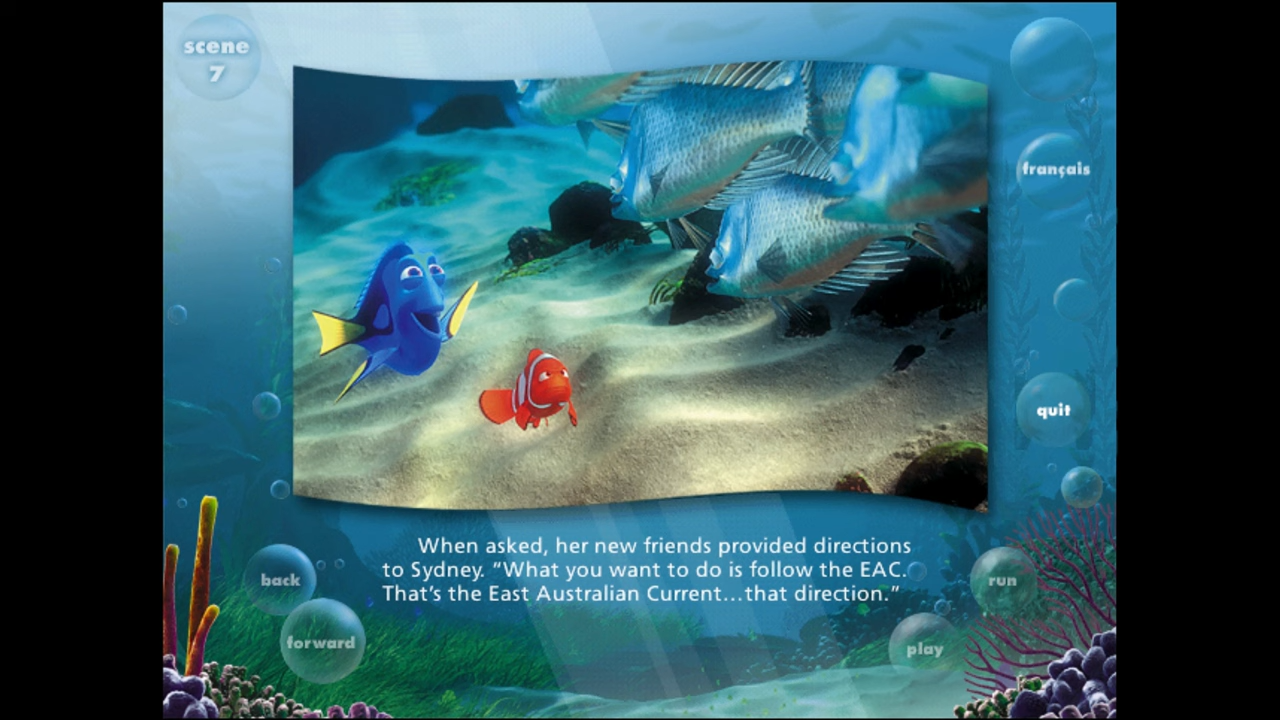 scene
7
français
quit
When asked, her new friends provided directions
to Sydney. “What you want to do is follow the EAC.
That’s the East Australian Current…that direction.”
back
run
forward
play